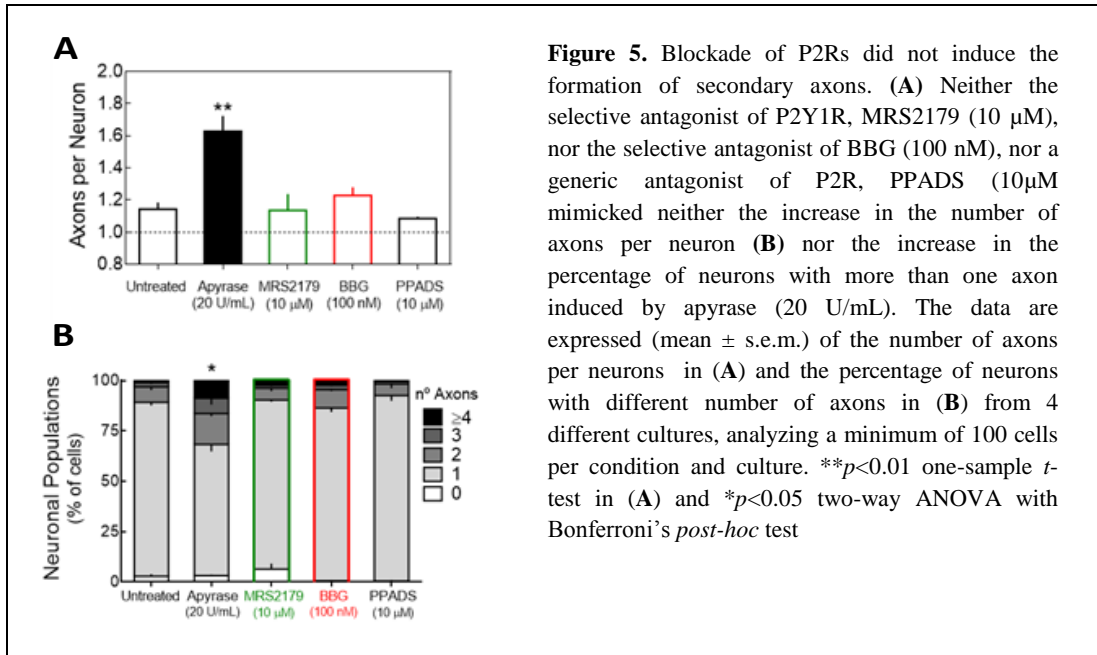 A
2.0
1.8
1.6
1.4
1.2
1.0
0.8
Axons per Neuron
**
Untreated Apyrase MRS2179 BBG PPADS
(20 U/mL) (10 µM) (100 nM) (10 µM)
B
100
75
50
25
0
Neuronal Populations
(% of cells)
*
nº Axons
≥4
3
2
1
0
Untreated Apyrase MRS2179 BBG PPADS
(20 U/mL) (10 µM) (100 nM) (10 µM)
Figure 5. Blockade of P2Rs did not induce the
formation of secondary axons. (A) Neither the
selective antagonist of P2Y1R, MRS2179 (10 µM),
nor the selective antagonist of BBG (100 nM), nor a
generic antagonist of P2R, PPADS (10µM
mimicked neither the increase in the number of
axons per neuron (B) nor the increase in the
percentage of neurons with more than one axon
induced by apyrase (20 U/mL). The data are
expressed (mean ± s.e.m.) of the number of axons
per neurons in (A) and the percentage of neurons
with different number of axons in (B) from 4
different cultures, analyzing a minimum of 100 cells
per condition and culture. **p<0.01 one-sample t-
test in (A) and *p<0.05 two-way ANOVA with
Bonferroni's post-hoc test